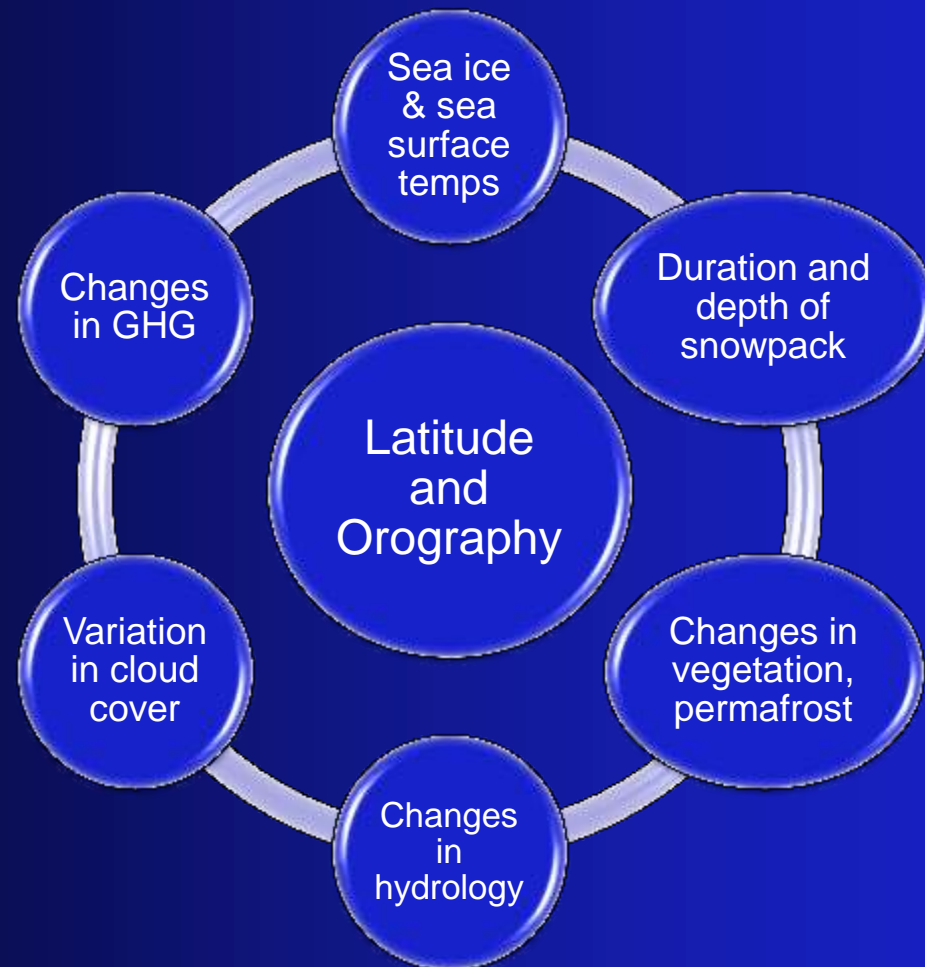 Sea ice
& sea
surface
temps
Duration and
depth of
snowpack
Changes in
vegetation,
permafrost
Changes
in
hydrology
Variation
in cloud
cover
Changes
in GHG
Latitude
and
Orography